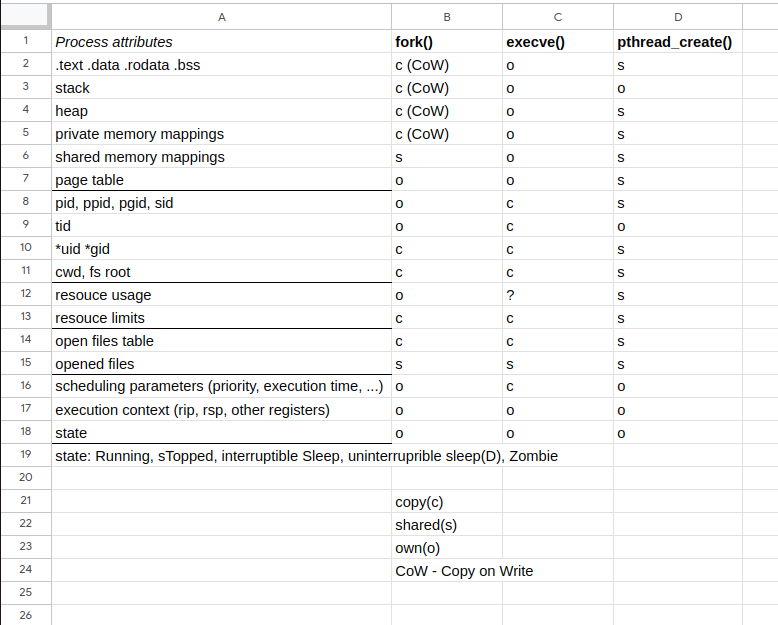 A B C D
1 Process attributes fork() execve() pthread_create()
2 .text .data .rodata .bss c (CoW) o s
3 stack c (CoW) o o
4 heap c (CoW) o s
5 private memory mappings c (CoW) o s
6 shared memory mappings s o s
7 page table o o s
8 pid, ppid, pgid, sid o c s
9 tid o c o
10 *uid *gid c c s
11 cwd, fs root c c s
12 resouce usage o ? s
13 resouce limits c c s
14 open files table c c s
15 opened files s s s
16 scheduling parameters (priority, execution time, ...) o c o
17 execution context (rip, rsp, other registers) o o o
18 state o o o
19 state: Running, sTopped, interruptible Sleep, uninterruprible sleep(D), Zombie
20
21 copy(c)
22 shared(s)
23 own(o)
24 CoW - Copy on Write
25
26